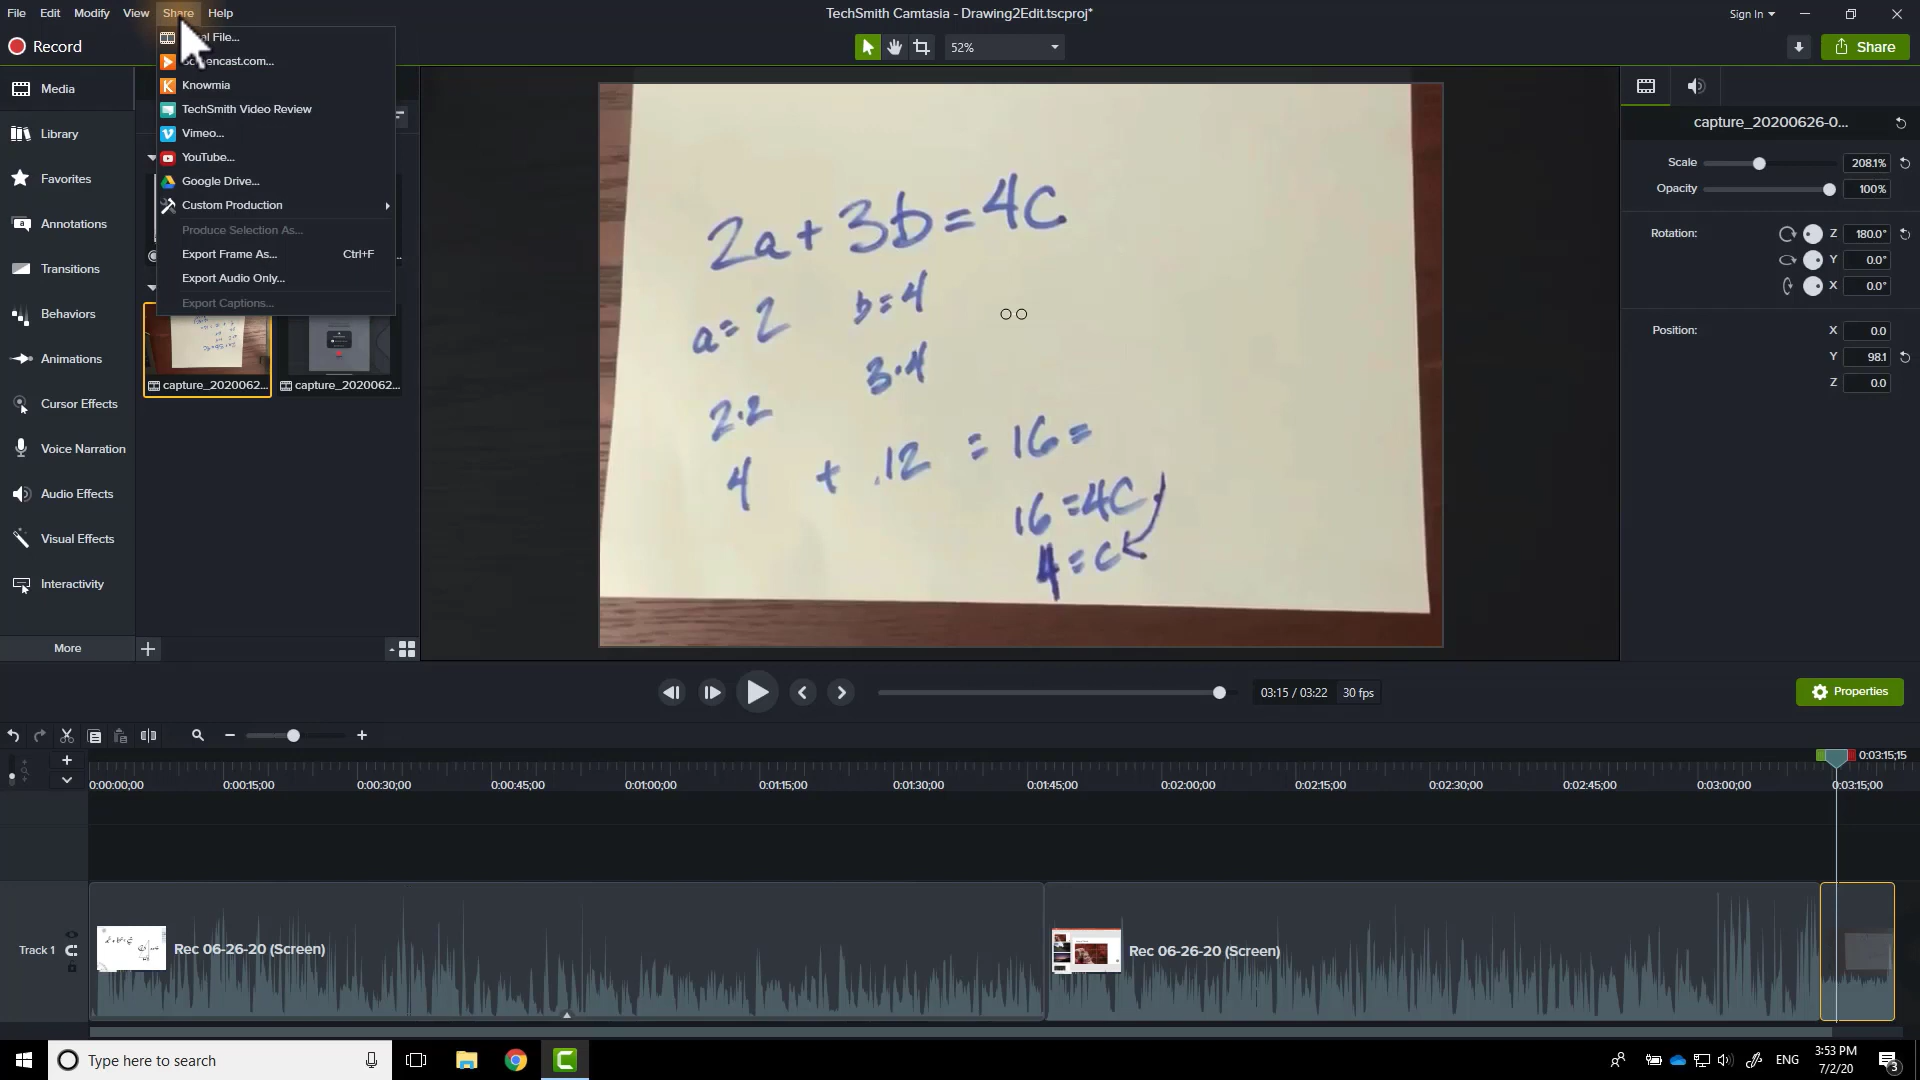 File Edit Modify View Share Help
TechSmith Camtasia - Drawing2Edit.tscproj*
Sign In
Record
52%
Share
Media
Library
Favorites
Annotations
Transitions
Behaviors
Animations
Cursor Effects
Voice Narration
Audio Effects
Visual Effects
Interactivity
More
File...
Knowmia
TechSmith Video Review
Vimeo...
YouTube...
Google Drive...
Custom Production
Produce Selection As...
Export Frame As... Ctrl+F
Export Audio Only...
Export Captions...
capture_2020062... capture_2020062...
2a + 3b = 4c
a = 2 b = 4
3·4
2·2
4 + .12 = 16 =
16 = 4C
4 = C
capture_20200626-0...
Scale 208.1%
Opacity 100%
Rotation: Z 180.0°
Y 0.0°
X 0.0°
Position: X 0.0
Y 98.1
Z 0.0
03:15 / 03:22 30 fps
Properties
0:03:15;15
0:00:00;00 0:00:15;00 0:00:30;00 0:00:45;00 0:01:00;00 0:01:15;00 0:01:30;00 0:01:45;00 0:02:00;00 0:02:15;00 0:02:30;00 0:02:45;00 0:03:00;00 0:03:15;00
Track 1
Rec 06-26-20 (Screen)
Rec 06-26-20 (Screen)
Type here to search
ENG
3:53 PM
7/2/20
3